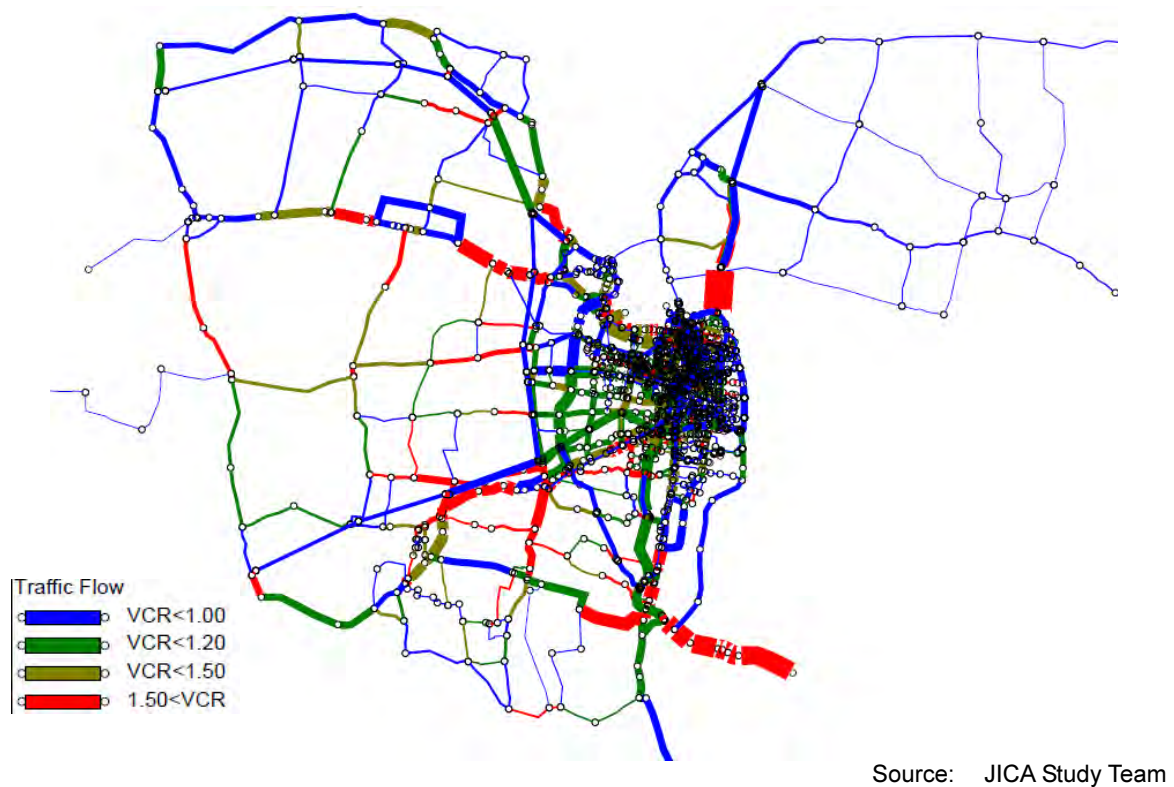 Traffic Flow
VCR<1.00
VCR<1.20
VCR<1.50
1.50<VCR
Source: JICA Study Team